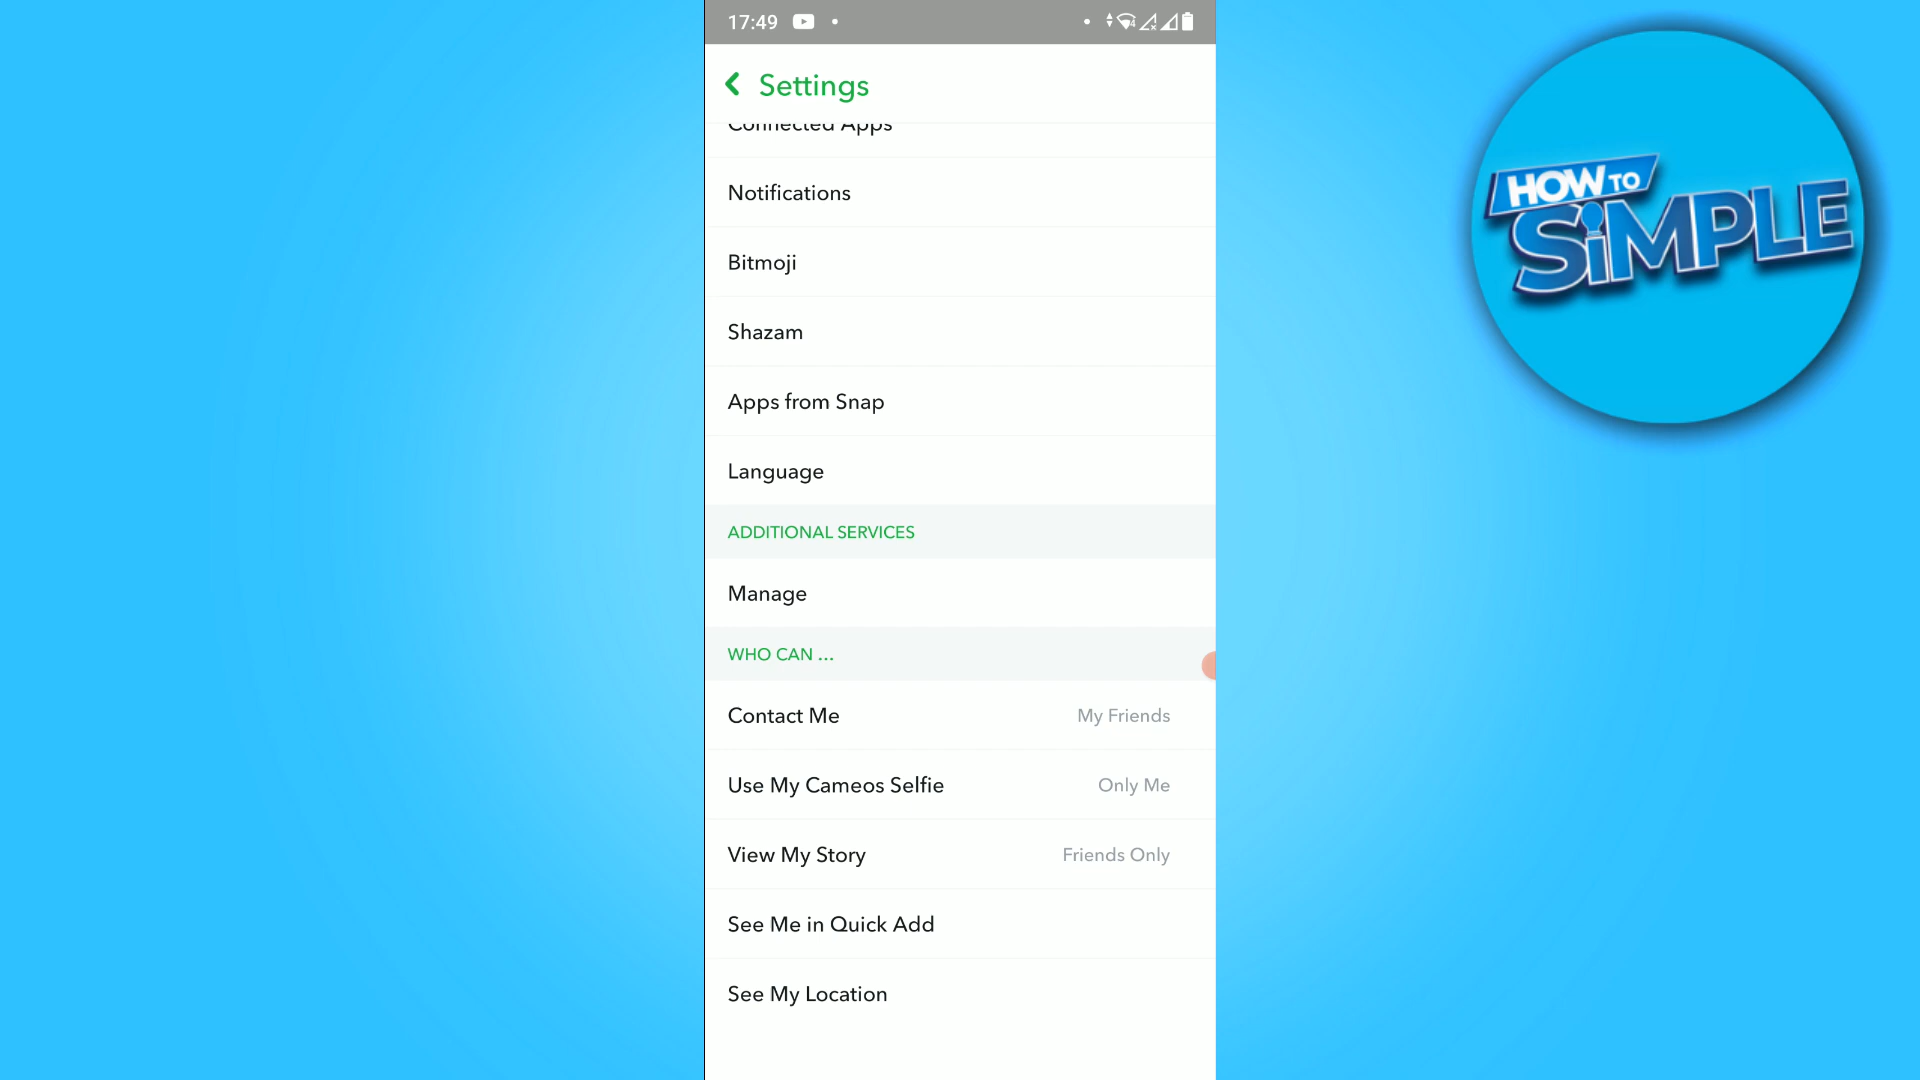 17:49
Settings
Connected Apps
Notifications
Bitmoji
Shazam
Apps from Snap
Language
ADDITIONAL SERVICES
Manage
WHO CAN ...
Contact Me My Friends
Use My Cameos Selfie Only Me
View My Story Friends Only
See Me in Quick Add
See My Location
HOW TO
SiMPLE